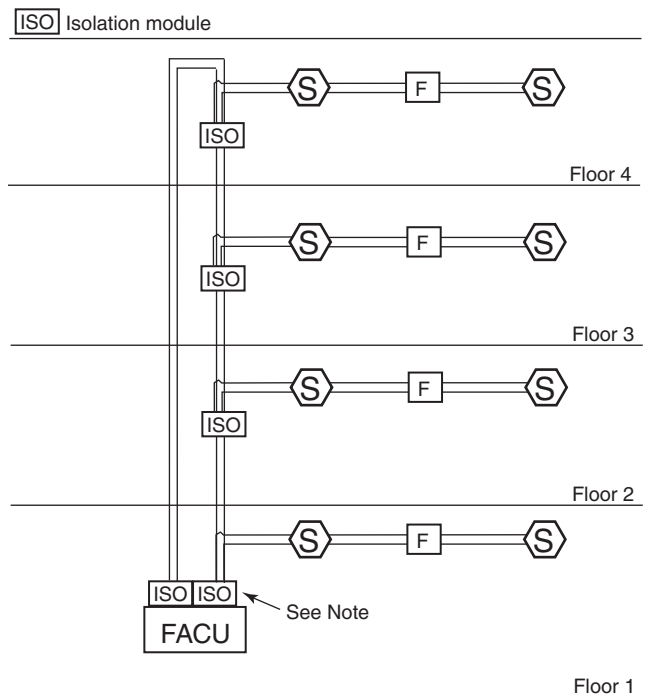 ISO Isolation module
S F S
ISO
Floor 4
S F S
ISO
Floor 3
S F S
ISO
Floor 2
S F S
ISO ISO
See Note
FACU
Floor 1